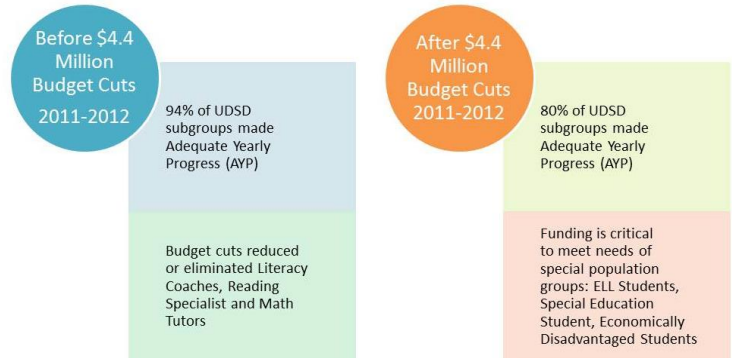 Before $4.4
Million
Budget Cuts
2011-2012
94% of UDSD
subgroups made
Adequate Yearly
Progress (AYP)
Budget cuts reduced
or eliminated Literacy
Coaches, Reading
Specialist and Math
Tutors
After $4.4
Million
Budget Cuts
2011-2012
80% of UDSD
subgroups made
Adequate Yearly
Progress (AYP)
Funding is critical
to meet needs of
special population
groups: ELL Students,
Special Education
Student, Economically
Disadvantaged Students